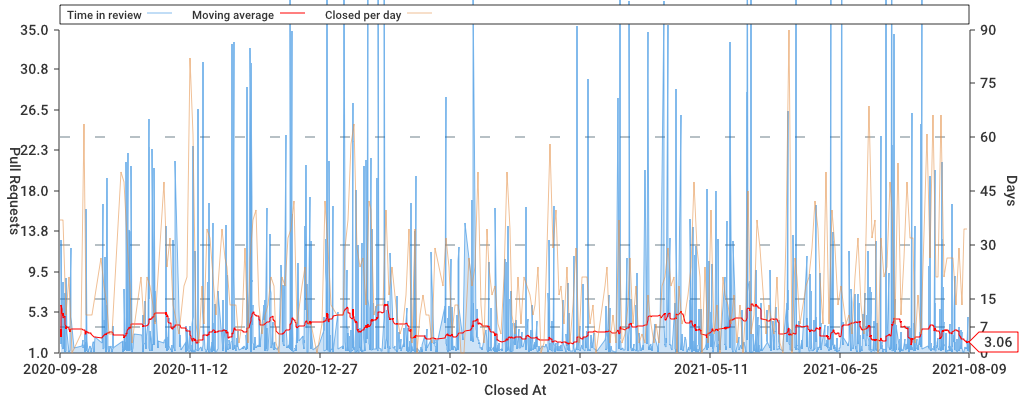 Time in review Moving average Closed per day
35.0 90
30.8 75
26.5 60
22.3
18.0 45
13.8 30
9.5 15
5.3 7
3.06
1.0 0
Pull Requests
Days
2020-09-28 2020-11-12 2020-12-27 2021-02-10 2021-03-27 2021-05-11 2021-06-25 2021-08-09
Closed At